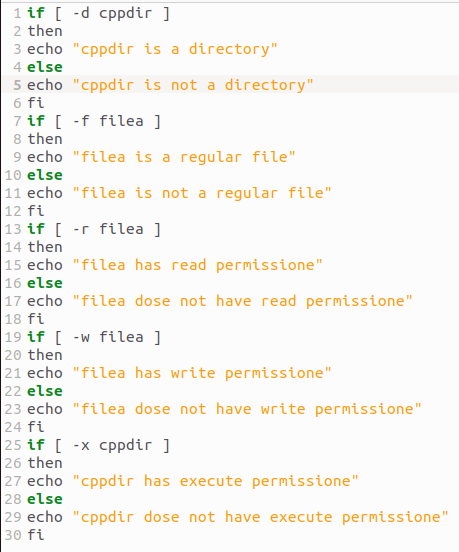 1 if [ -d cppdir ]
2 then
3 echo "cppdir is a directory"
4 else
5 echo "cppdir is not a directory"
6 fi
7 if [ -f filea ]
8 then
9 echo "filea is a regular file"
10 else
11 echo "filea is not a regular file"
12 fi
13 if [ -r filea ]
14 then
15 echo "filea has read permissione"
16 else
17 echo "filea dose not have read permissione"
18 fi
19 if [ -w filea ]
20 then
21 echo "filea has write permissione"
22 else
23 echo "filea dose not have write permissione"
24 fi
25 if [ -x cppdir ]
26 then
27 echo "cppdir has execute permissione"
28 else
29 echo "cppdir dose not have execute permissione"
30 fi